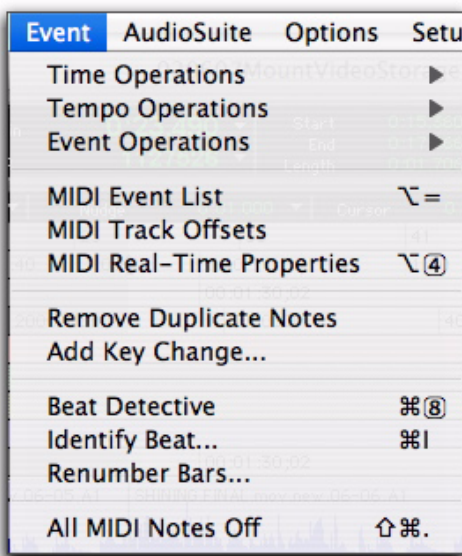 Event AudioSuite Options Setu
Time Operations ▶
Tempo Operations ▶
Event Operations ▶
MIDI Event List ⌥=
MIDI Track Offsets
MIDI Real-Time Properties ⌥4
Remove Duplicate Notes
Add Key Change...
Beat Detective ⌘8
Identify Beat... ⌘I
Renumber Bars...
All MIDI Notes Off ⇧⌘.